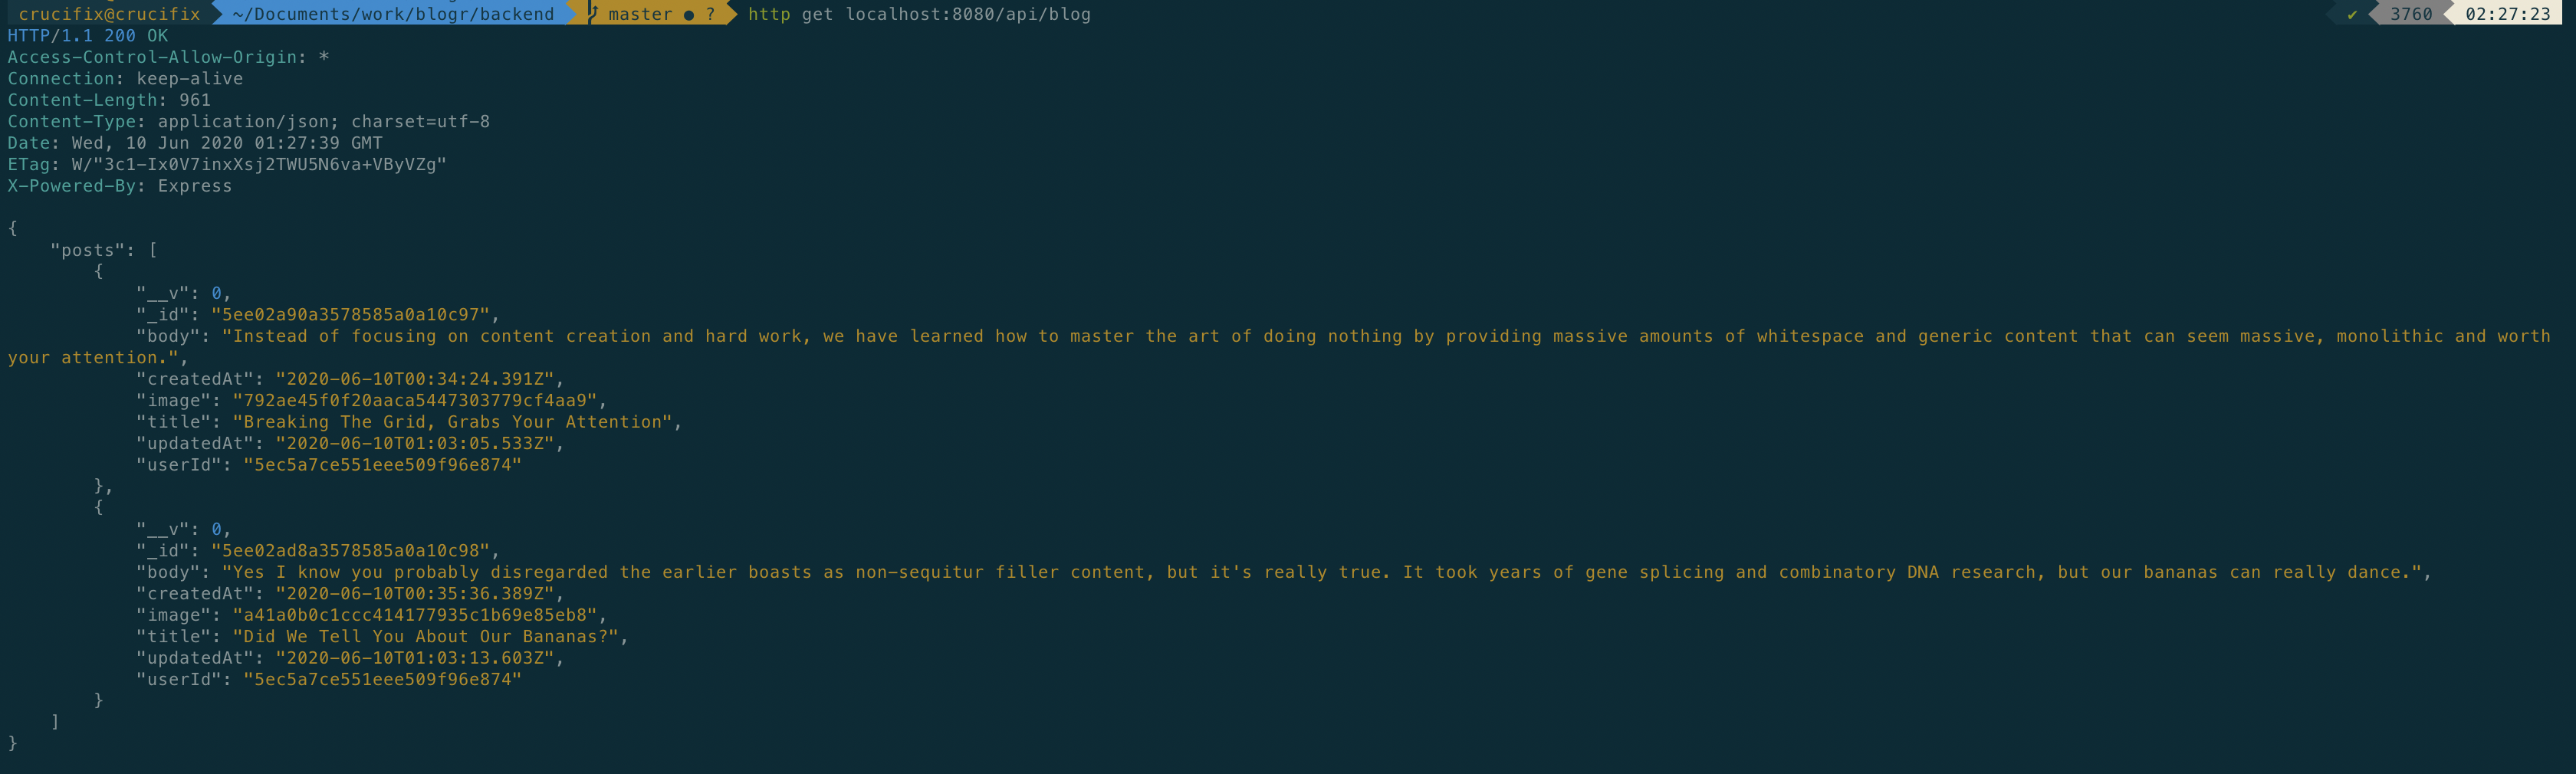 crucifix@crucifix ~/Documents/work/blogr/backend master ● ? http get localhost:8080/api/blog ✔ 3760 02:27:23
HTTP/1.1 200 OK
Access-Control-Allow-Origin: *
Connection: keep-alive
Content-Length: 961
Content-Type: application/json; charset=utf-8
Date: Wed, 10 Jun 2020 01:27:39 GMT
ETag: W/"3c1-Ix0V7inxXsj2TWU5N6va+VByVZg"
X-Powered-By: Express

{
    "posts": [
        {
            "__v": 0,
            "_id": "5ee02a90a3578585a0a10c97",
            "body": "Instead of focusing on content creation and hard work, we have learned how to master the art of doing nothing by providing massive amounts of whitespace and generic content that can seem massive, monolithic and worth
your attention.",
            "createdAt": "2020-06-10T00:34:24.391Z",
            "image": "792ae45f0f20aaca5447303779cf4aa9",
            "title": "Breaking The Grid, Grabs Your Attention",
            "updatedAt": "2020-06-10T01:03:05.533Z",
            "userId": "5ec5a7ce551eee509f96e874"
        },
        {
            "__v": 0,
            "_id": "5ee02ad8a3578585a0a10c98",
            "body": "Yes I know you probably disregarded the earlier boasts as non-sequitur filler content, but it's really true. It took years of gene splicing and combinatory DNA research, but our bananas can really dance.",
            "createdAt": "2020-06-10T00:35:36.389Z",
            "image": "a41a0b0c1ccc414177935c1b69e85eb8",
            "title": "Did We Tell You About Our Bananas?",
            "updatedAt": "2020-06-10T01:03:13.603Z",
            "userId": "5ec5a7ce551eee509f96e874"
        }
    ]
}